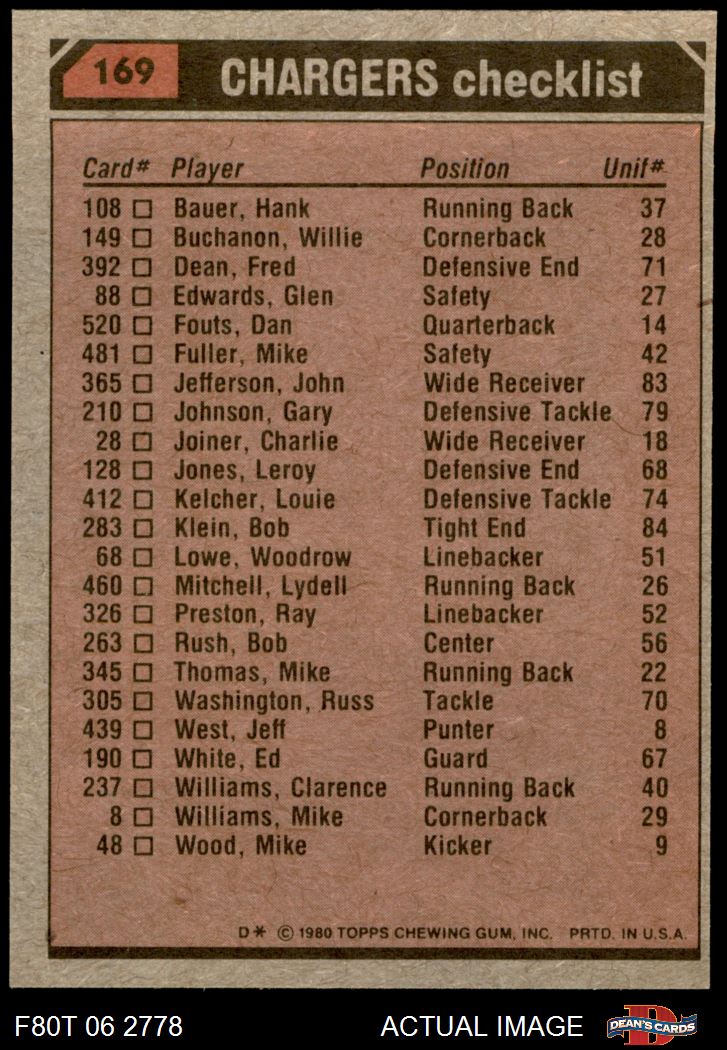 169 CHARGERS checklist
Card# Player Position Unif#
108 □ Bauer, Hank Running Back 37
149 □ Buchanon, Willie Cornerback 28
392 □ Dean, Fred Defensive End 71
88 □ Edwards, Glen Safety 27
520 □ Fouts, Dan Quarterback 14
481 □ Fuller, Mike Safety 42
365 □ Jefferson, John Wide Receiver 83
210 □ Johnson, Gary Defensive Tackle 79
28 □ Joiner, Charlie Wide Receiver 18
128 □ Jones, Leroy Defensive End 68
412 □ Kelcher, Louie Defensive Tackle 74
283 □ Klein, Bob Tight End 84
68 □ Lowe, Woodrow Linebacker 51
460 □ Mitchell, Lydell Running Back 26
326 □ Preston, Ray Linebacker 52
263 □ Rush, Bob Center 56
345 □ Thomas, Mike Running Back 22
305 □ Washington, Russ Tackle 70
439 □ West, Jeff Punter 8
190 □ White, Ed Guard 67
237 □ Williams, Clarence Running Back 40
8 □ Williams, Mike Cornerback 29
48 □ Wood, Mike Kicker 9
D* © 1980 TOPPS CHEWING GUM, INC. PRTD. IN U.S.A.
F80T 06 2778 ACTUAL IMAGE D DEAN'S CARDS